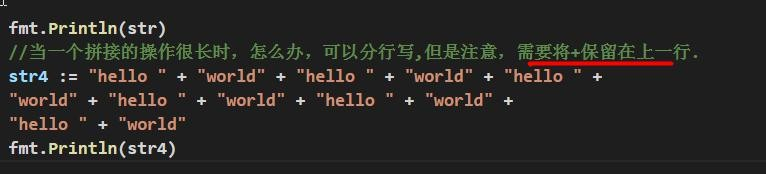 fmt.Println(str)
//当一个拼接的操作很长时，怎么办，可以分行写,但是注意，需要将+保留在上一行.
str4 := "hello " + "world" + "hello " + "world" + "hello " +
"world" + "hello " + "world" + "hello " + "world" +
"hello " + "world"
fmt.Println(str4)